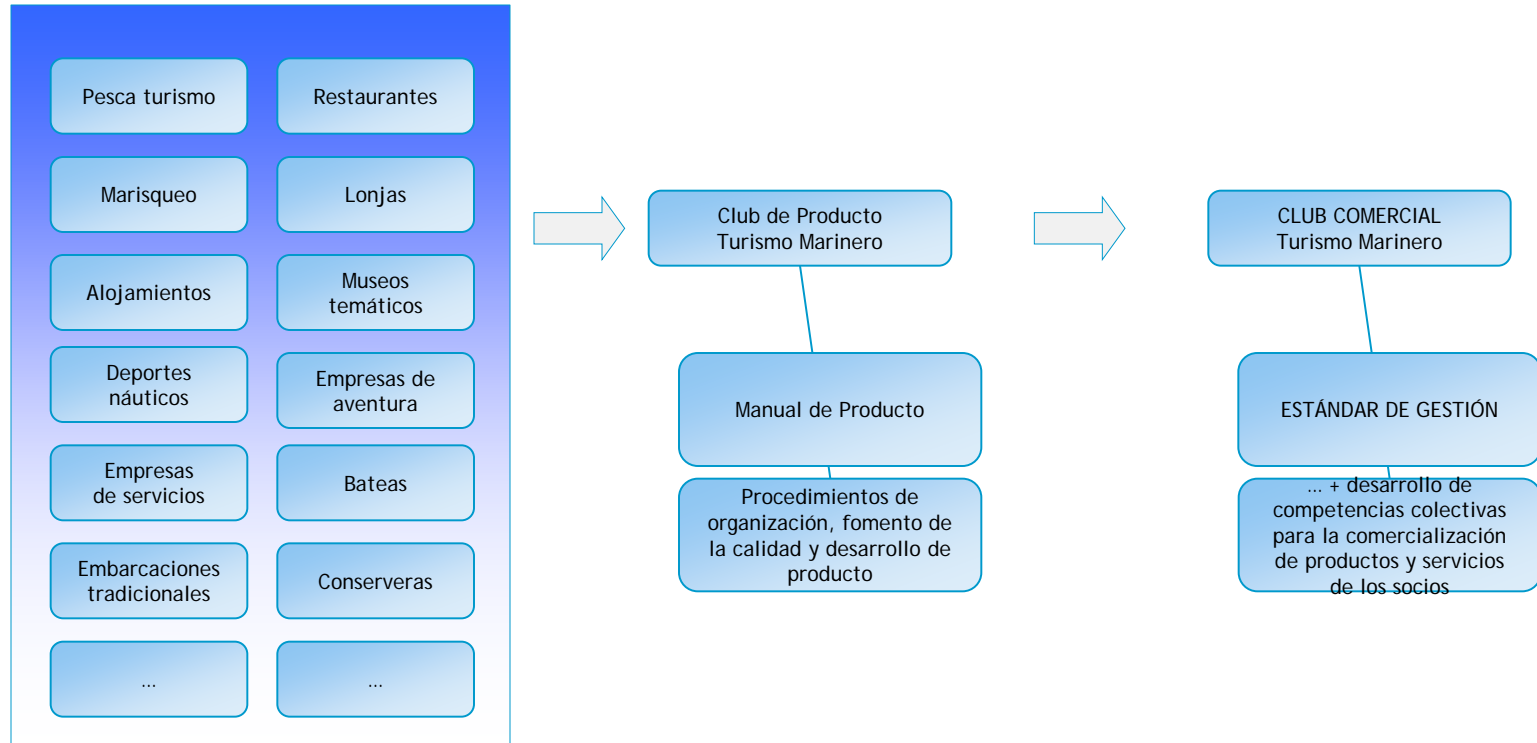 Pesca turismo
Restaurantes
Marisqueo
Lonjas
Alojamientos
Museos
temáticos
Deportes
náuticos
Empresas de
aventura
Empresas
de servicios
Bateas
Embarcaciones
tradicionales
Conserveras
...
...
Club de Producto
Turismo Marinero
Manual de Producto
Procedimientos de
organización, fomento de
la calidad y desarrollo de
producto
CLUB COMERCIAL
Turismo Marinero
ESTÁNDAR DE GESTIÓN
... + desarrollo de
competencias colectivas
para la comercialización
de productos y servicios
de los socios